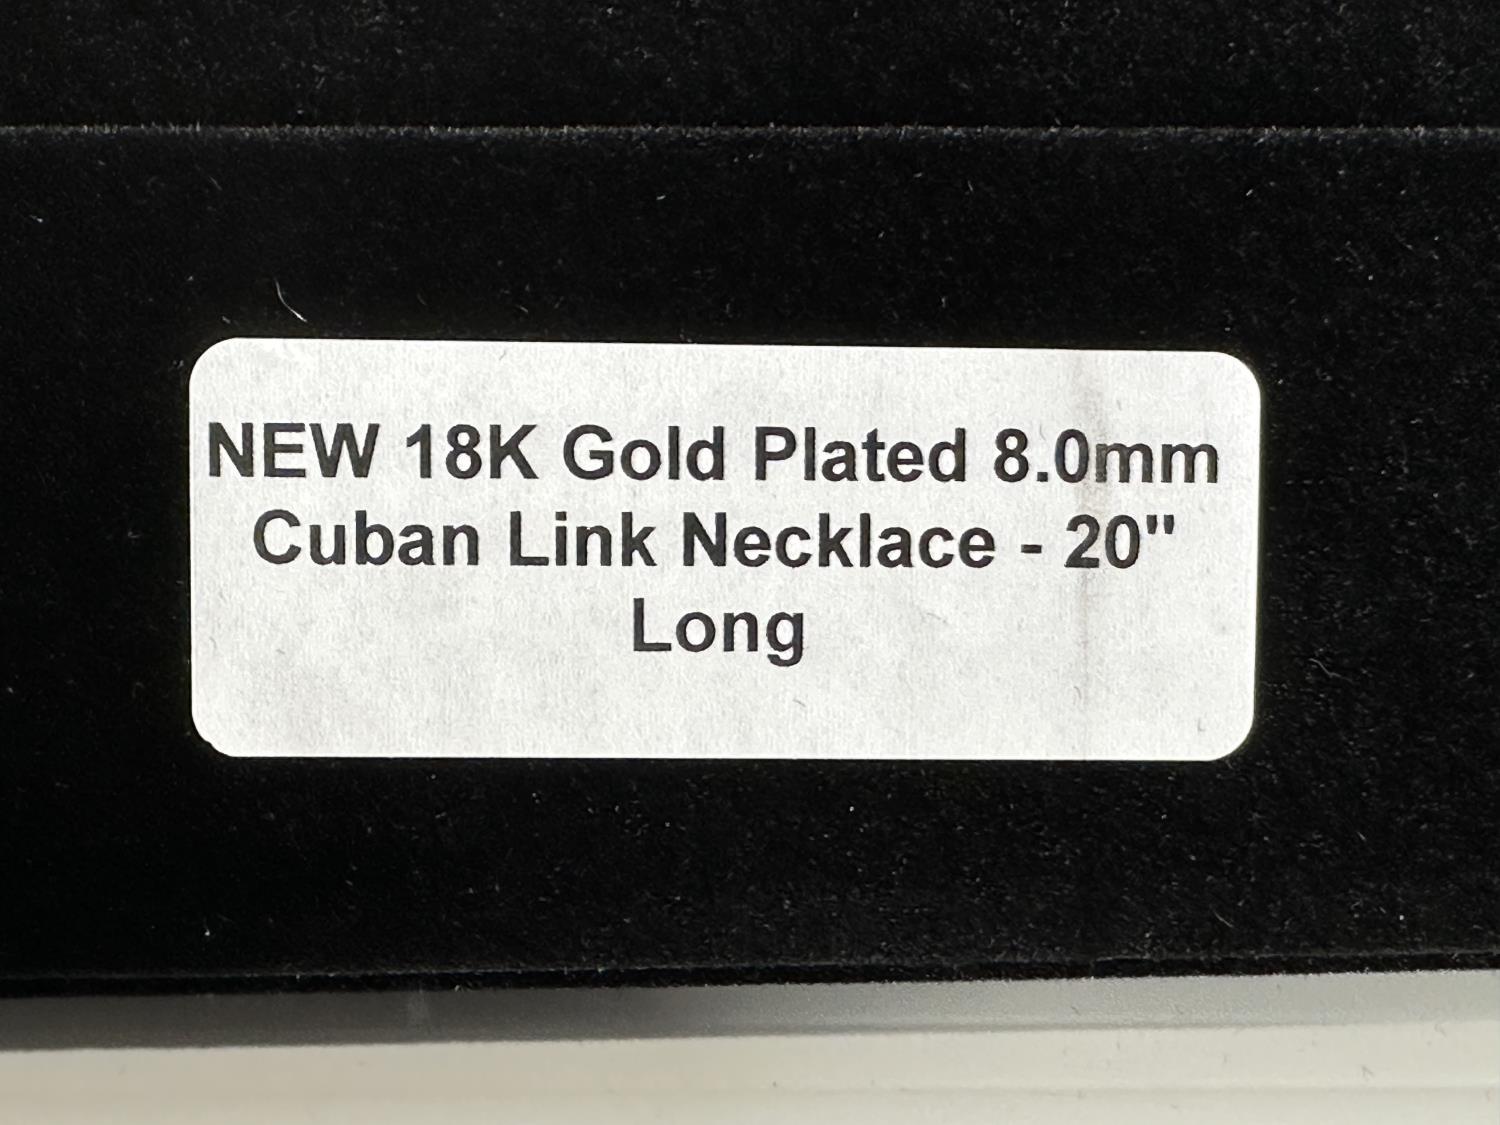 NEW 18K Gold Plated 8.0mm
Cuban Link Necklace - 20"
Long